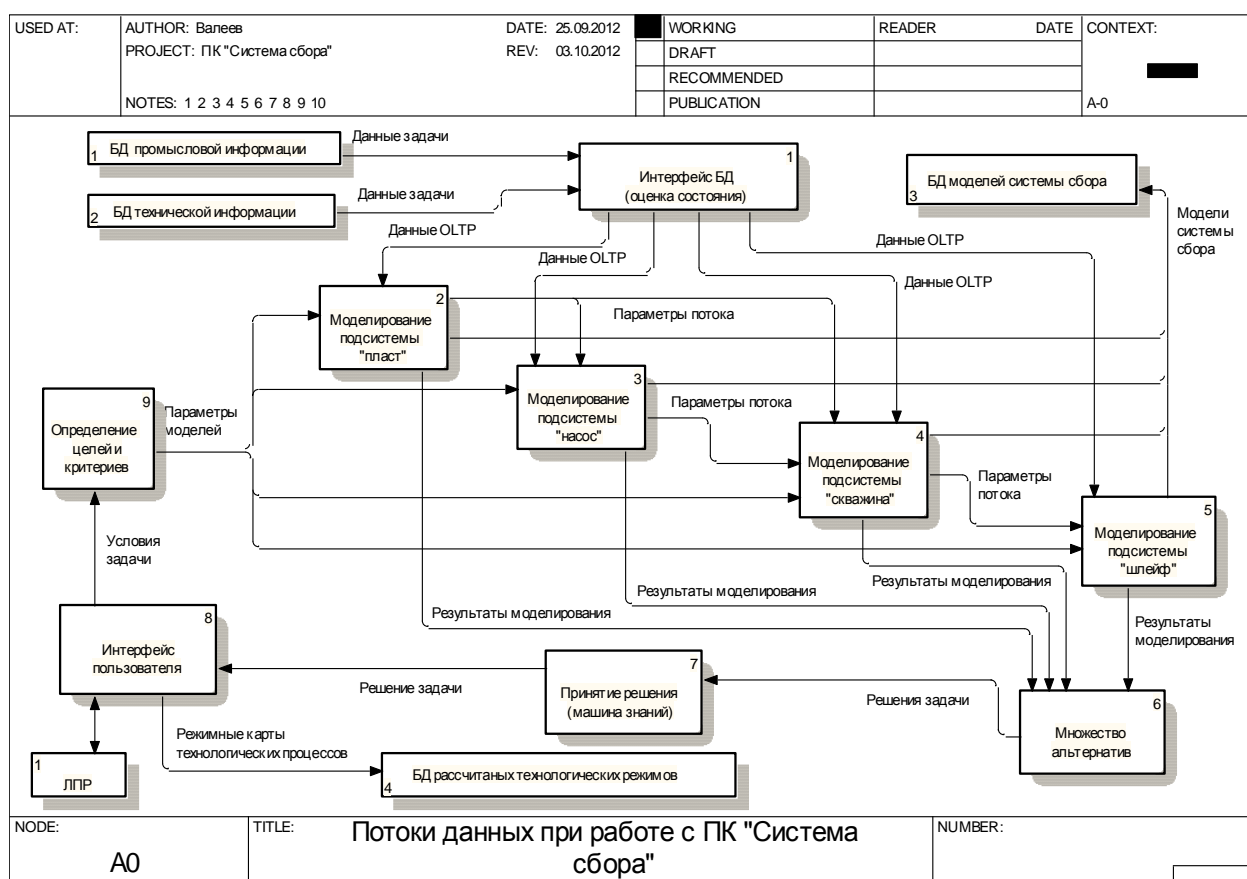 USED AT:
AUTHOR: Валеев
DATE: 25.09.2012
PROJECT: ПК "Система сбора"
REV: 03.10.2012
NOTES: 1 2 3 4 5 6 7 8 9 10
WORKING
DRAFT
RECOMMENDED
PUBLICATION
READER
DATE
CONTEXT:
A-0
1
БД промысловой информации
Данные задачи
2
БД технической информации
Данные задачи
1
Интерфейс БД
(оценка состояния)
БД моделей системы сбора
3
Модели
системы
сбора
Данные OLTP
Данные OLTP
Данные OLTP
Данные OLTP
2
Моделирование
подсистемы
"пласт"
Параметры потока
3
Моделирование
подсистемы
"насос"
Параметры потока
4
Моделирование
подсистемы
"скважина"
Параметры
потока
5
Моделирование
подсистемы
"шлейф"
9
Определение
целей и
критериев
Параметры
моделей
Условия
задачи
Результаты моделирования
Результаты моделирования
Результаты моделирования
Результаты
моделирования
8
Интерфейс
пользователя
Решение задачи
7
Принятие решения
(машина знаний)
Решения задачи
6
Множество
альтернатив
1
ЛПР
Режимные карты
технологических процессов
БД рассчитаных технологических режимов
4
NODE:
A0
TITLE:
Потоки данных при работе с ПК "Система
сбора"
NUMBER: